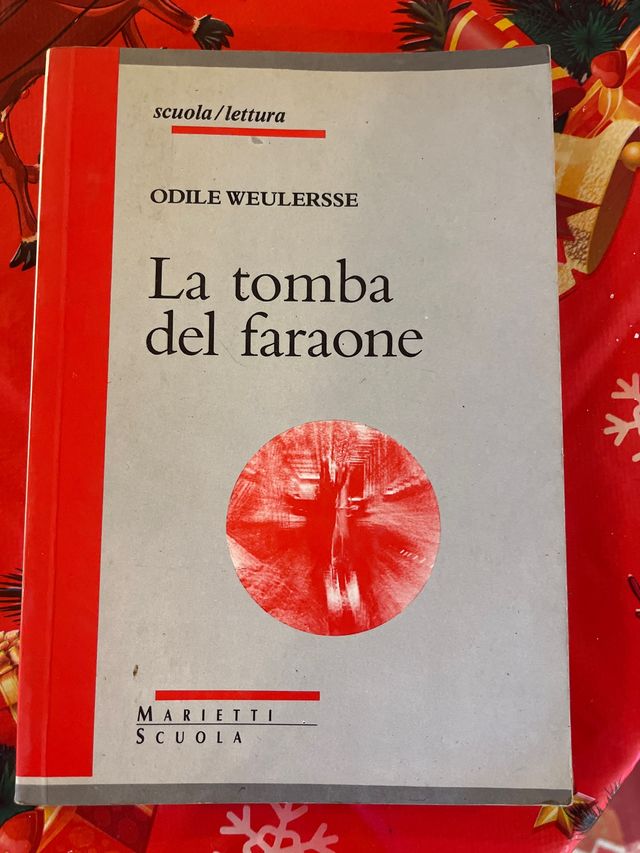 scuola/lettura
ODILE WEULERSSE
La tomba
del faraone
MARIETTI
SCUOLA